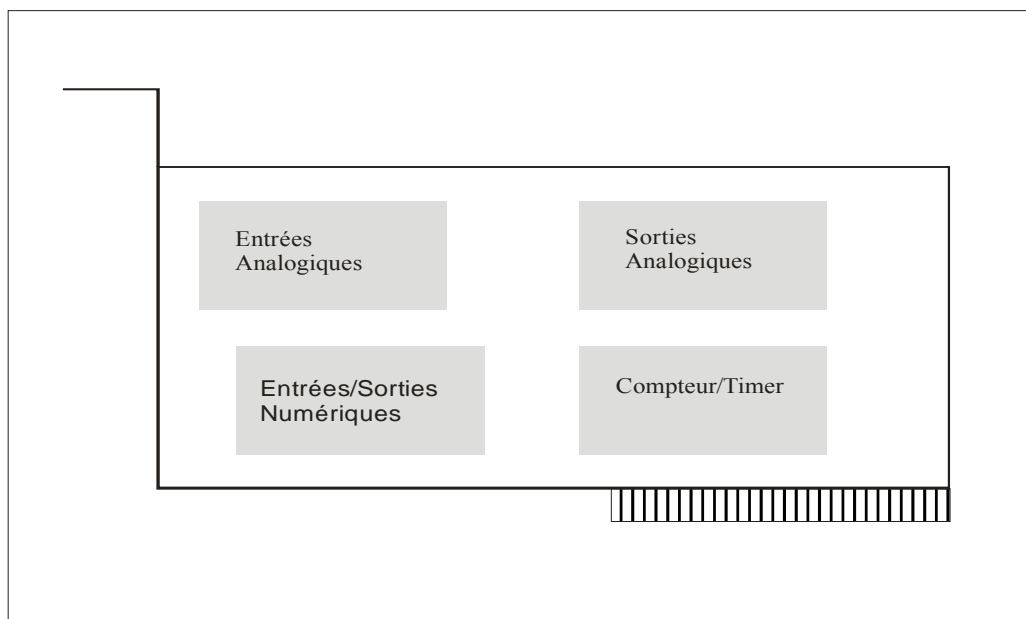 Entrées
Analogiques
Sorties
Analogiques
Entrées/Sorties
Numériques
Compteur/Timer